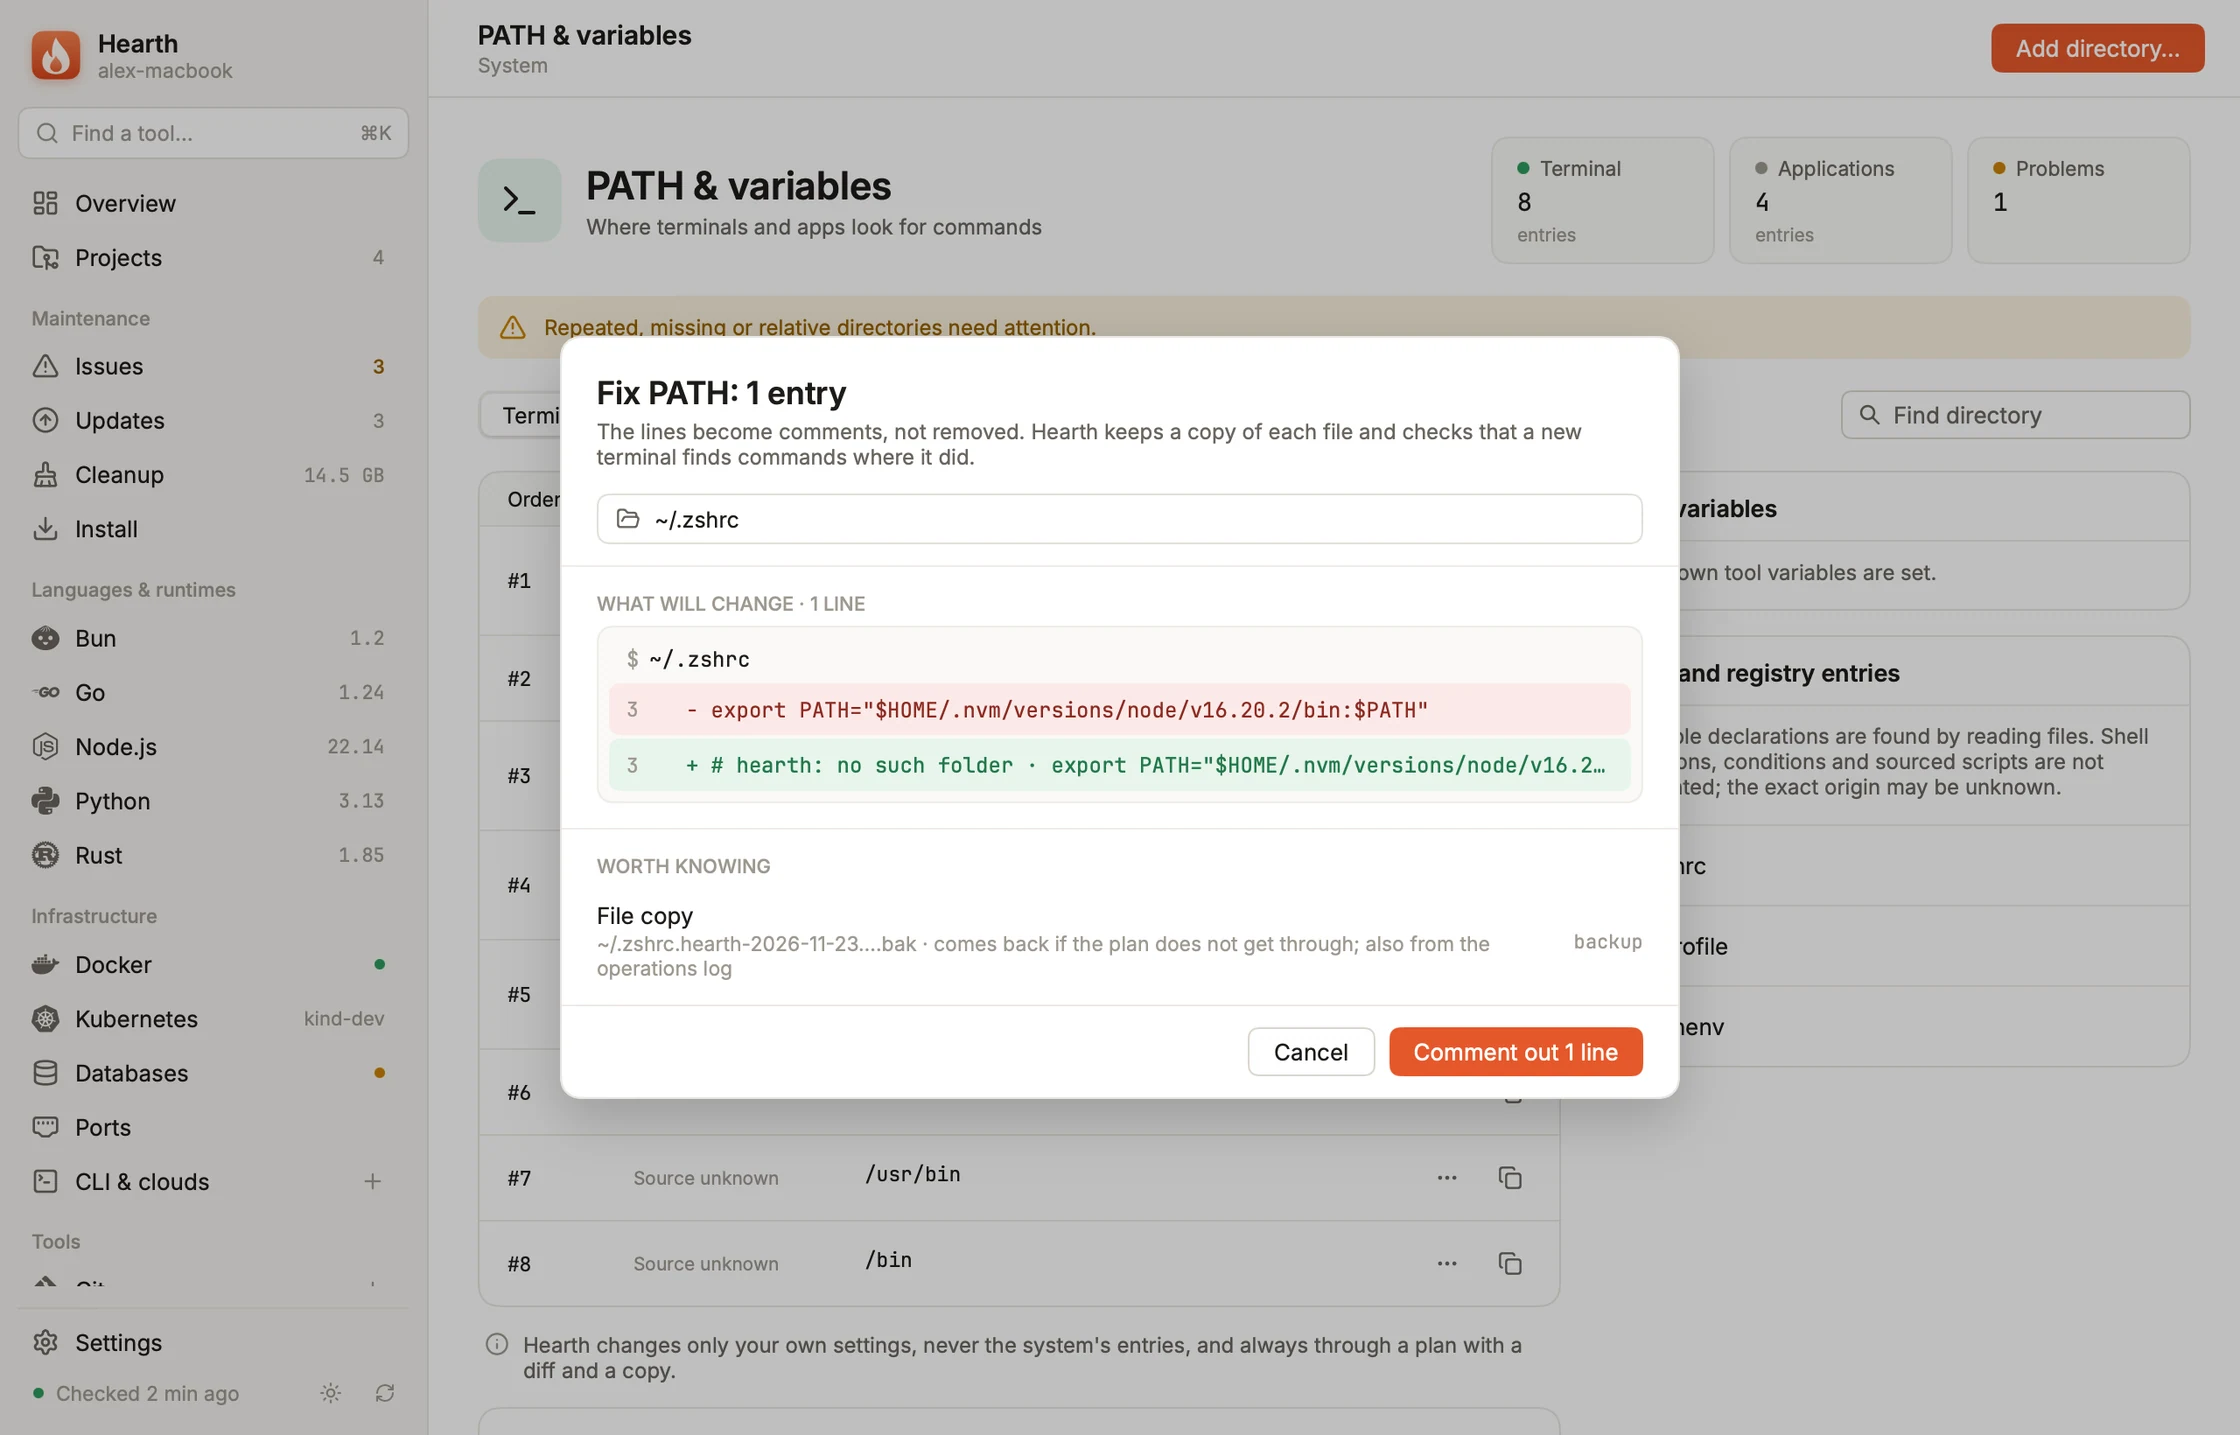 Hearth
alex-macbook
Find a tool... ⌘K
Overview
Projects 4
Maintenance
Issues 3
Updates 3
Cleanup 14.5 GB
Install
Languages & runtimes
Bun 1.2
Go 1.24
Node.js 22.14
Python 3.13
Rust 1.85
Infrastructure
Docker
Kubernetes kind-dev
Databases
Ports
CLI & clouds
Tools
Settings
Checked 2 min ago
PATH & variables
System
Add directory...
PATH & variables
Where terminals and apps look for commands
Terminal
8
entries
Applications
4
entries
Problems
1
Repeated, missing or relative directories need attention.
Termi
Find directory
Order
#1
#2
#3
#4
#5
#6
#7 Source unknown /usr/bin
#8 Source unknown /bin
Hearth changes only your own settings, never the system's entries, and always through a plan with a
diff and a copy.
variables
own tool variables are set.
and registry entries
le declarations are found by reading files. Shell
ons, conditions and sourced scripts are not
ted; the exact origin may be unknown.
rc
ofile
env
Fix PATH: 1 entry
The lines become comments, not removed. Hearth keeps a copy of each file and checks that a new
terminal finds commands where it did.
~/.zshrc
WHAT WILL CHANGE · 1 LINE
$ ~/.zshrc
3 - export PATH="$HOME/.nvm/versions/node/v16.20.2/bin:$PATH"
3 + # hearth: no such folder · export PATH="$HOME/.nvm/versions/node/v16.2…
WORTH KNOWING
File copy
~/.zshrc.hearth-2026-11-23....bak · comes back if the plan does not get through; also from the
operations log
backup
Cancel
Comment out 1 line